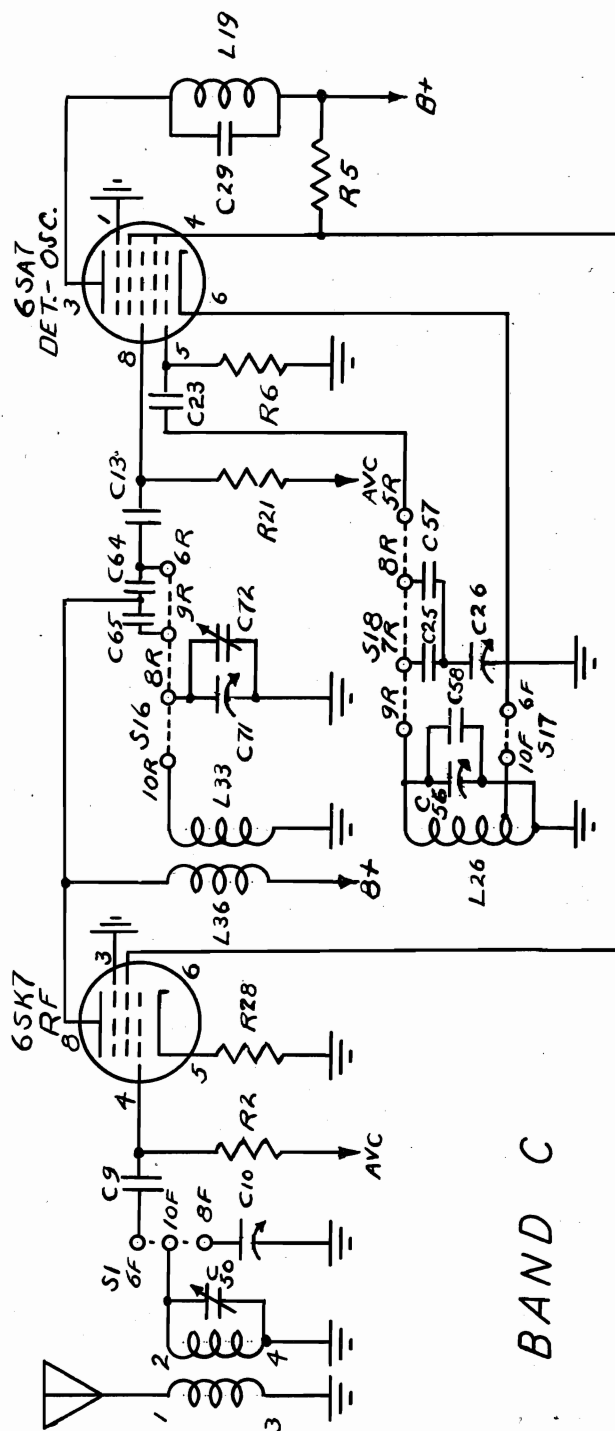 6SK7
RF
8
3
6
4
5
6SA7
DET.- OSC.
3
1
8
5
4
6
L19
C29
B+
R5
C13
C64
C65
6R
9R
8R
S16
10R
C72
C71
L33
L36
B+
C23
R6
R21
AVC
5R
8R
S18
7R
9R
C57
C25
C26
C58
C
56
L26
6F
10F
S17
C9
S1
6F
10F
8F
C10
C
50
R2
AVC
R28
1
3
2
4
BAND C